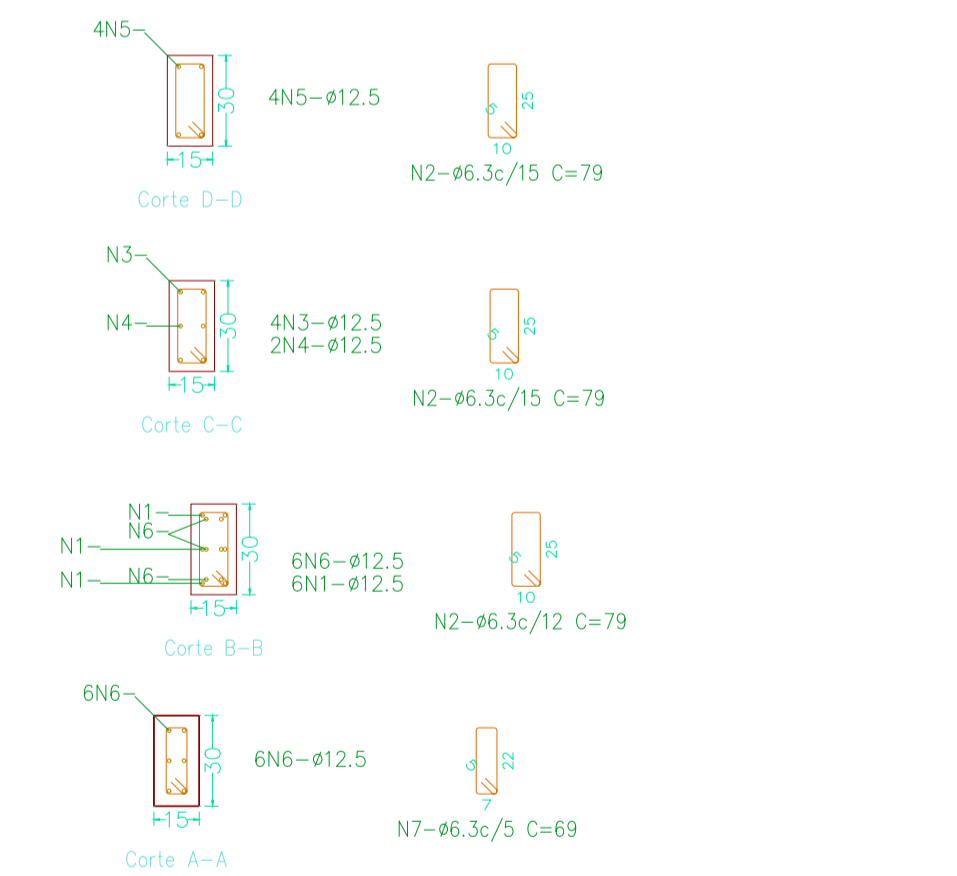 4N5
30
4N5-ø12.5
5
25
10
15
N2-ø6.3c/15 C=79
Corte D-D
N3
N4
30
4N3-ø12.5
2N4-ø12.5
5
25
10
15
N2-ø6.3c/15 C=79
Corte C-C
N1
N6
N1
N1
N6
30
6N6-ø12.5
6N1-ø12.5
5
25
10
15
N2-ø6.3c/12 C=79
Corte B-B
6N6
30
6N6-ø12.5
5
22
7
15
N7-ø6.3c/5 C=69
Corte A-A